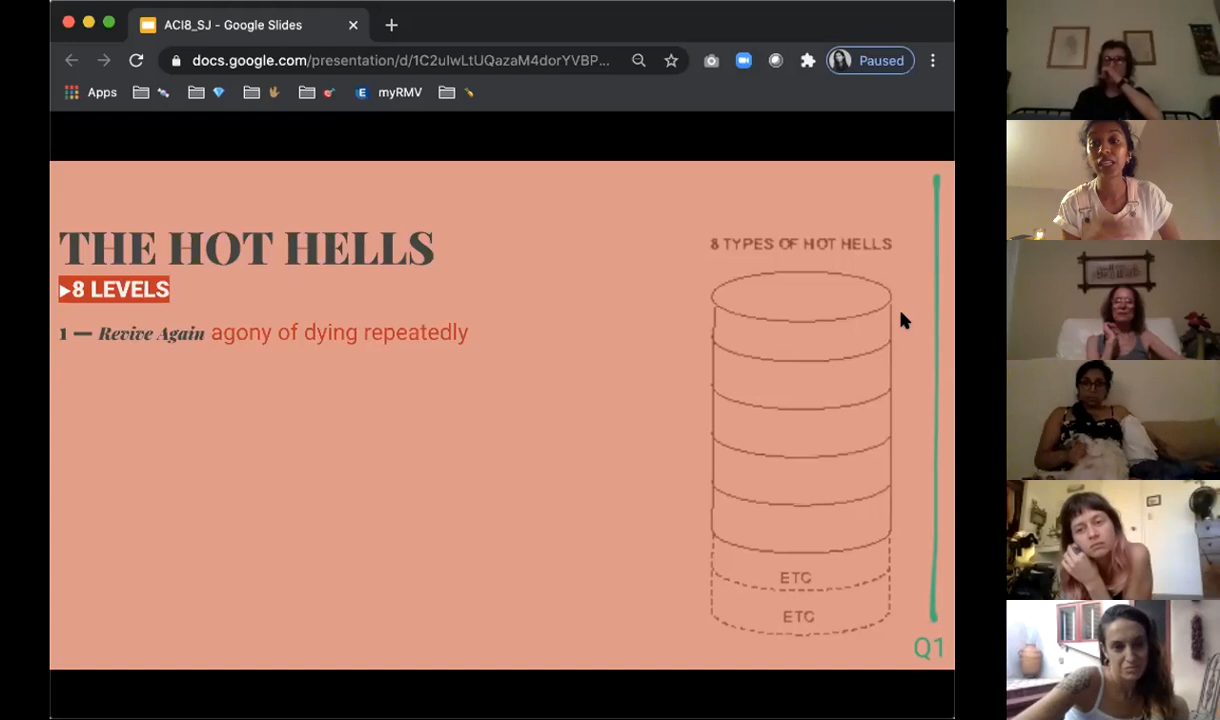 ACI8_SJ - Google Slides
docs.google.com/presentation/d/1C2ulwLtUQazaM4dorYVBP...
Paused
Apps
myRMV
THE HOT HELLS
▸8 LEVELS
1 — Revive Again agony of dying repeatedly
8 TYPES OF HOT HELLS
ETC
ETC
Q1